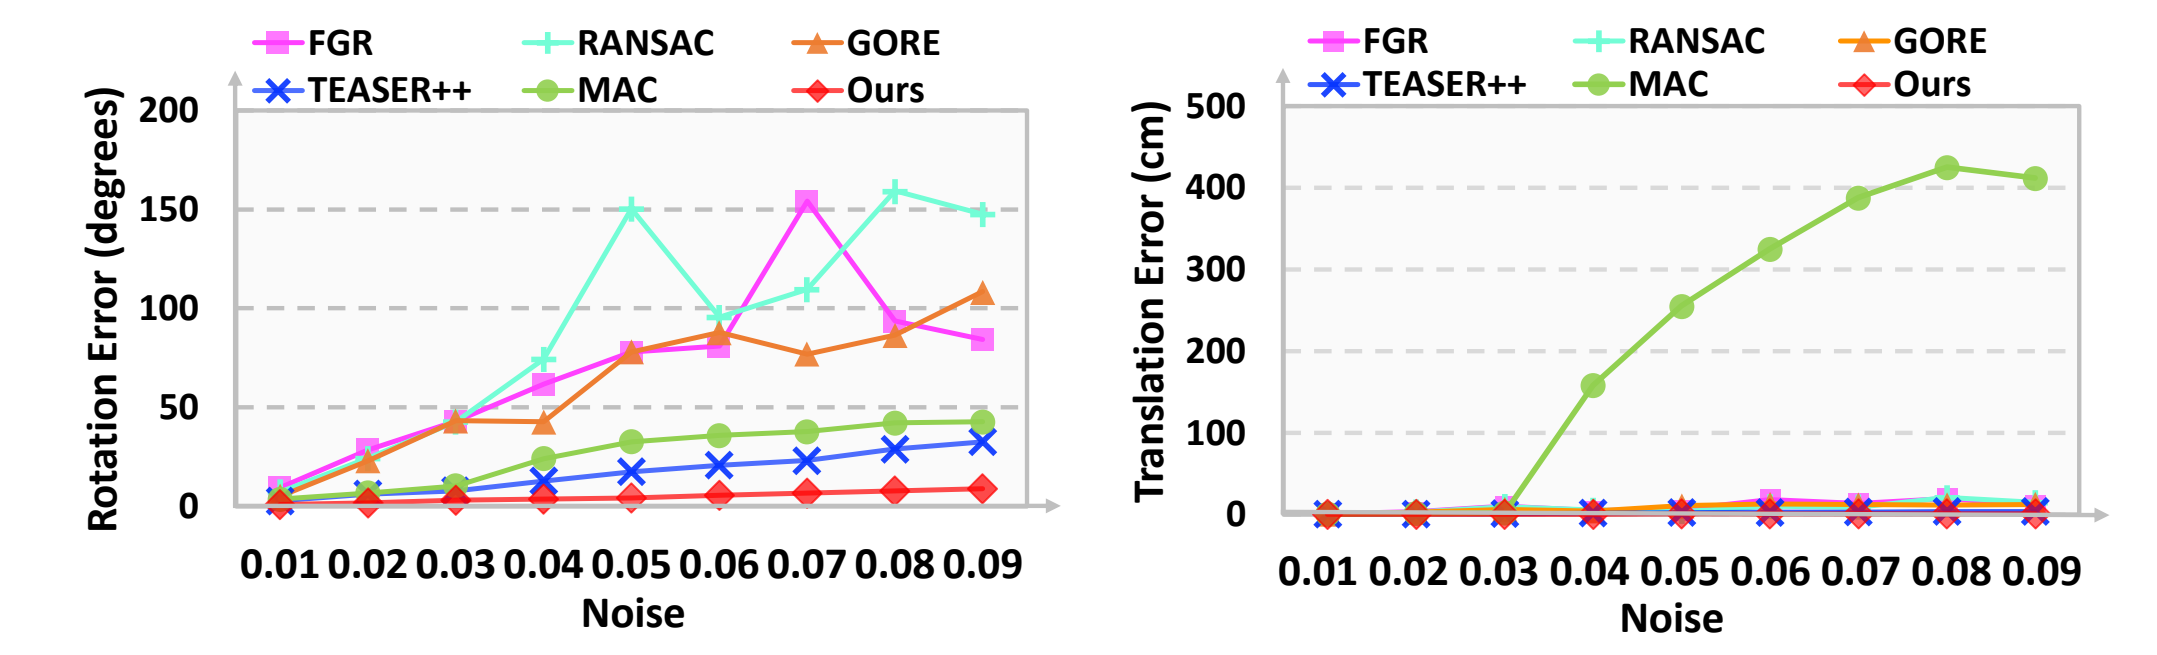 FGR RANSAC GORE
TEASER++ MAC Ours
Rotation Error (degrees)
200
150
100
50
0
0.01 0.02 0.03 0.04 0.05 0.06 0.07 0.08 0.09
Noise
FGR RANSAC GORE
TEASER++ MAC Ours
Translation Error (cm)
500
400
300
200
100
0
0.01 0.02 0.03 0.04 0.05 0.06 0.07 0.08 0.09
Noise